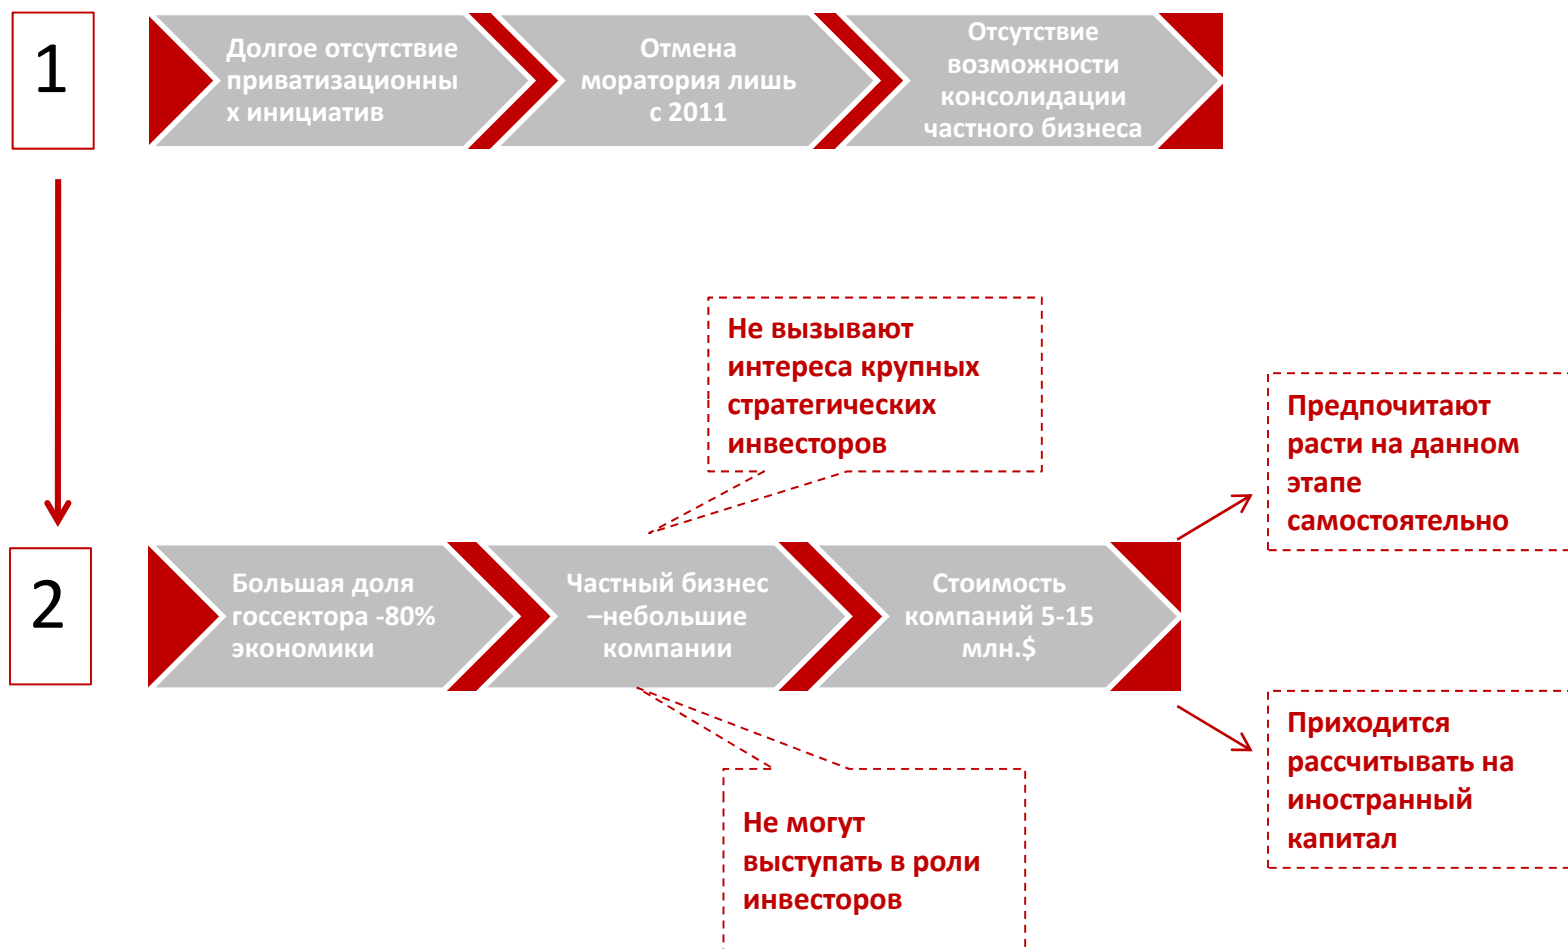 1
Долгое отсутствие
приватизационны
х инициатив
Отмена
моратория лишь
с 2011
Отсутствие
возможности
консолидации
частного бизнеса
Не вызывают
интереса крупных
стратегических
инвесторов
Предпочитают
расти на данном
этапе
самостоятельно
2
Большая доля
госсектора -80%
экономики
Частный бизнес
–небольшие
компании
Стоимость
компаний 5-15
млн.$
Приходится
рассчитывать на
иностранный
капитал
Не могут
выступать в роли
инвесторов